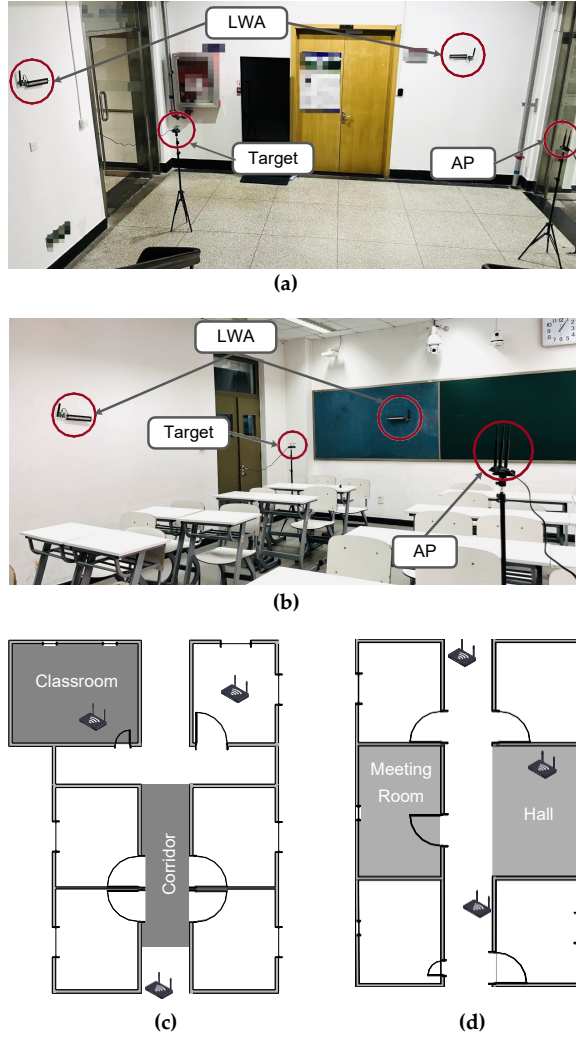 LWA
Target
AP
(a)
LWA
Target
AP
(b)
Classroom
Corridor
(c)
Meeting
Room
Hall
(d)